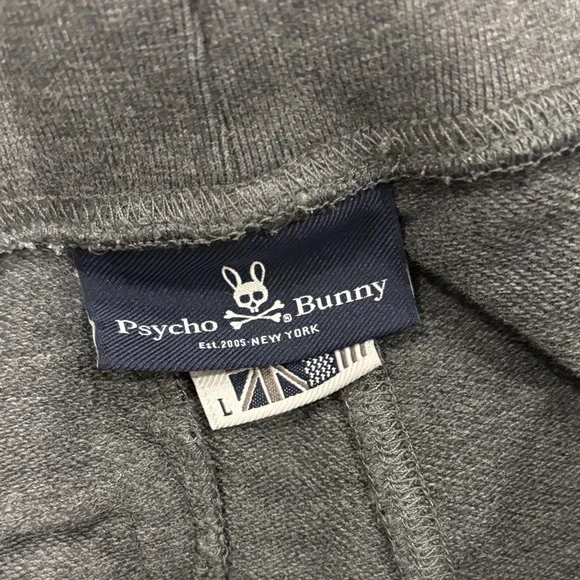 Psycho Bunny
®
Est. 2005 · NEW YORK
L